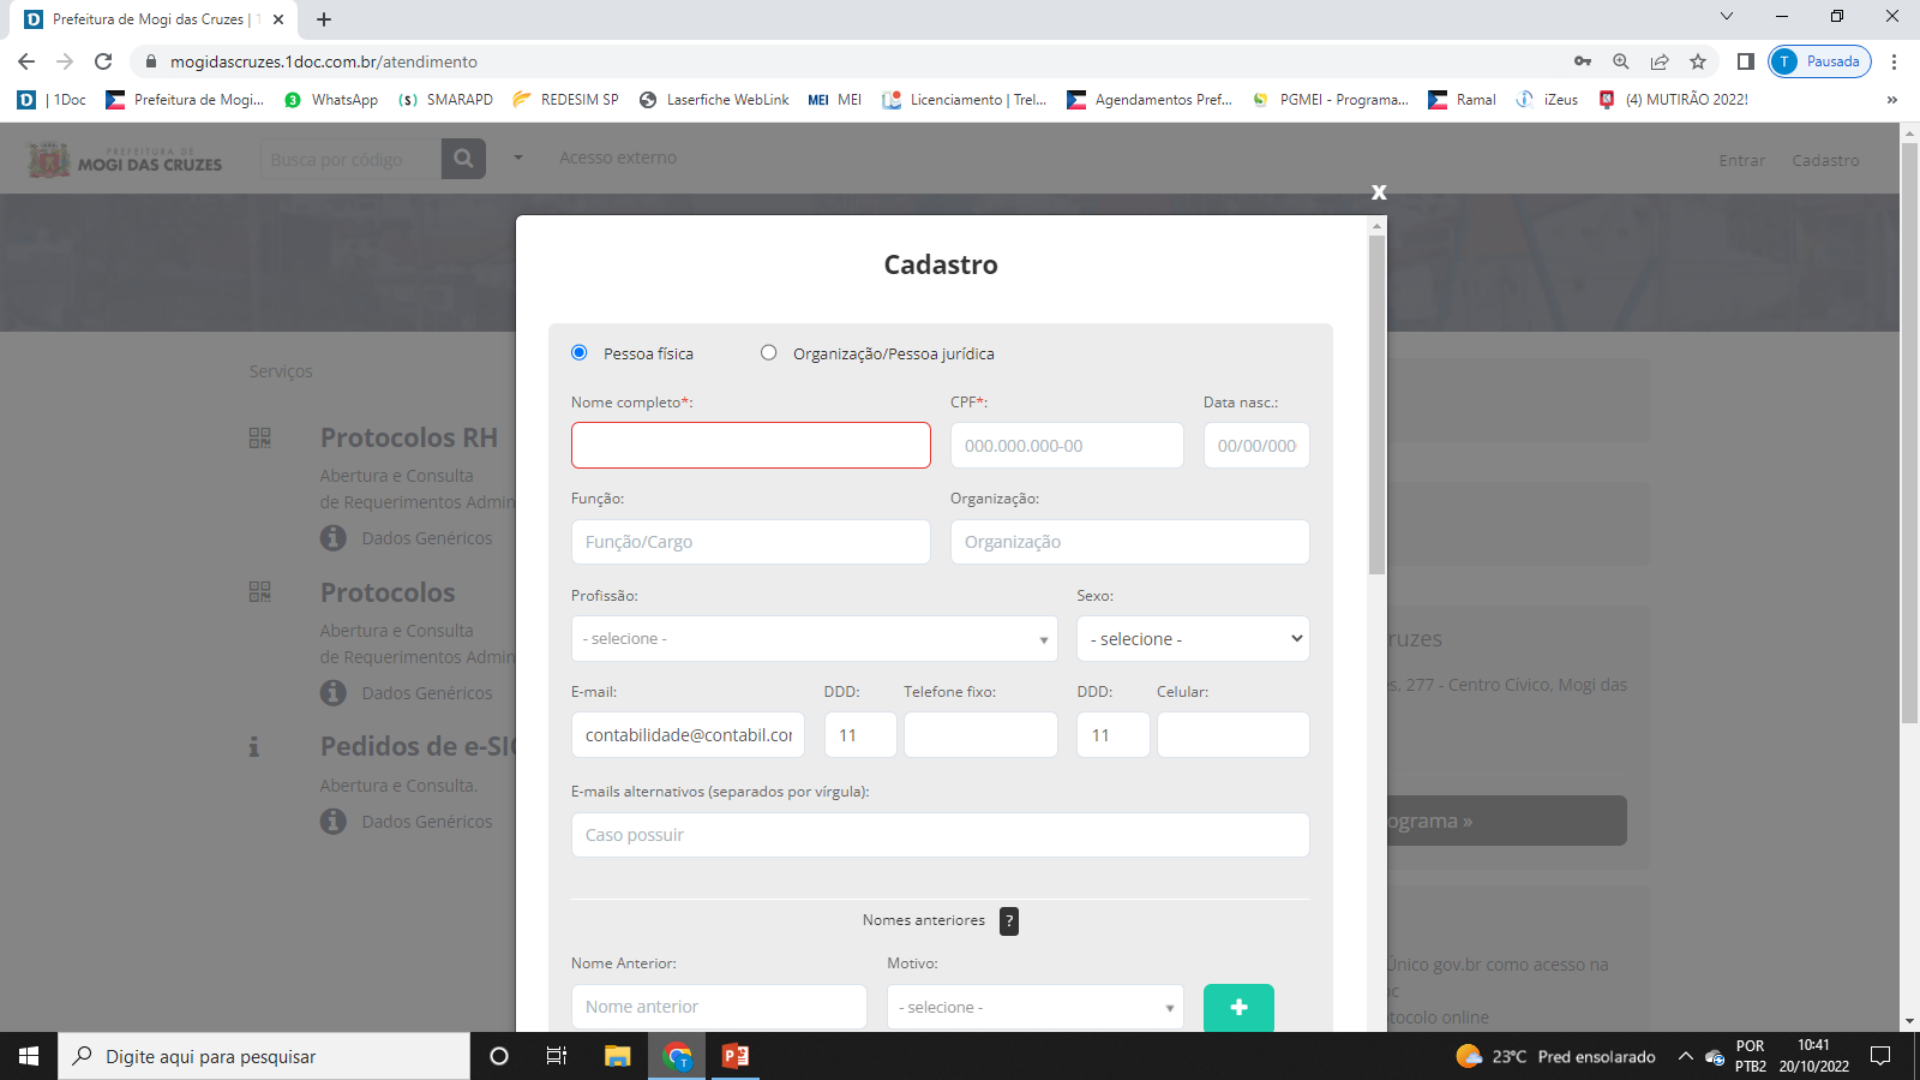 Prefeitura de Mogi das Cruzes |
mogidascruzes.1doc.com.br/atendimento
T Pausada
| 1Doc Prefeitura de Mogi... WhatsApp SMARAPD REDESIM SP Laserfiche WebLink MEI MEI Licenciamento | Trel... Agendamentos Pref... PGMEI - Programa... Ramal iZeus (4) MUTIRÃO 2022! »
PREFEITURA DE
MOGI DAS CRUZES
Busca por código
Acesso externo
Entrar Cadastro
x
Cadastro
Pessoa física Organização/Pessoa jurídica
Nome completo*: CPF*: Data nasc.:
000.000.000-00 00/00/000
Função: Organização:
Função/Cargo Organização
Profissão: Sexo:
- selecione - - selecione -
E-mail: DDD: Telefone fixo: DDD: Celular:
contabilidade@contabil.cor 11 11
E-mails alternativos (separados por vírgula):
Caso possuir
Nomes anteriores ?
Nome Anterior: Motivo:
Nome anterior - selecione - +
Serviços
Protocolos RH
Abertura e Consulta
de Requerimentos Admin
Dados Genéricos
Protocolos
Abertura e Consulta
de Requerimentos Admin
Dados Genéricos
Pedidos de e-SI
Abertura e Consulta.
Dados Genéricos
ruzes
s, 277 - Centro Cívico, Mogi das
ograma »
Único gov.br como acesso na
oc
tocolo online
Digite aqui para pesquisar
23°C Pred ensolarado
POR
PTB2
10:41
20/10/2022